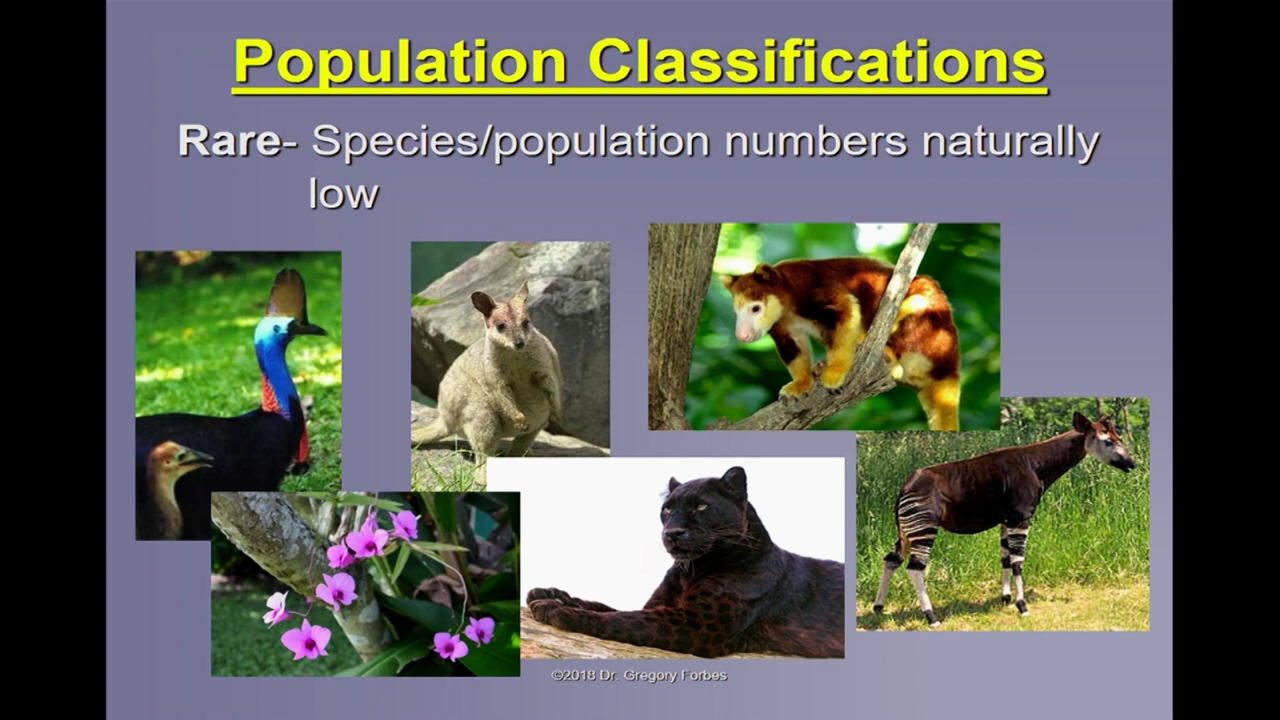 Population Classifications
Rare- Species/population numbers naturally
low
©2018 Dr. Gregory Forbes